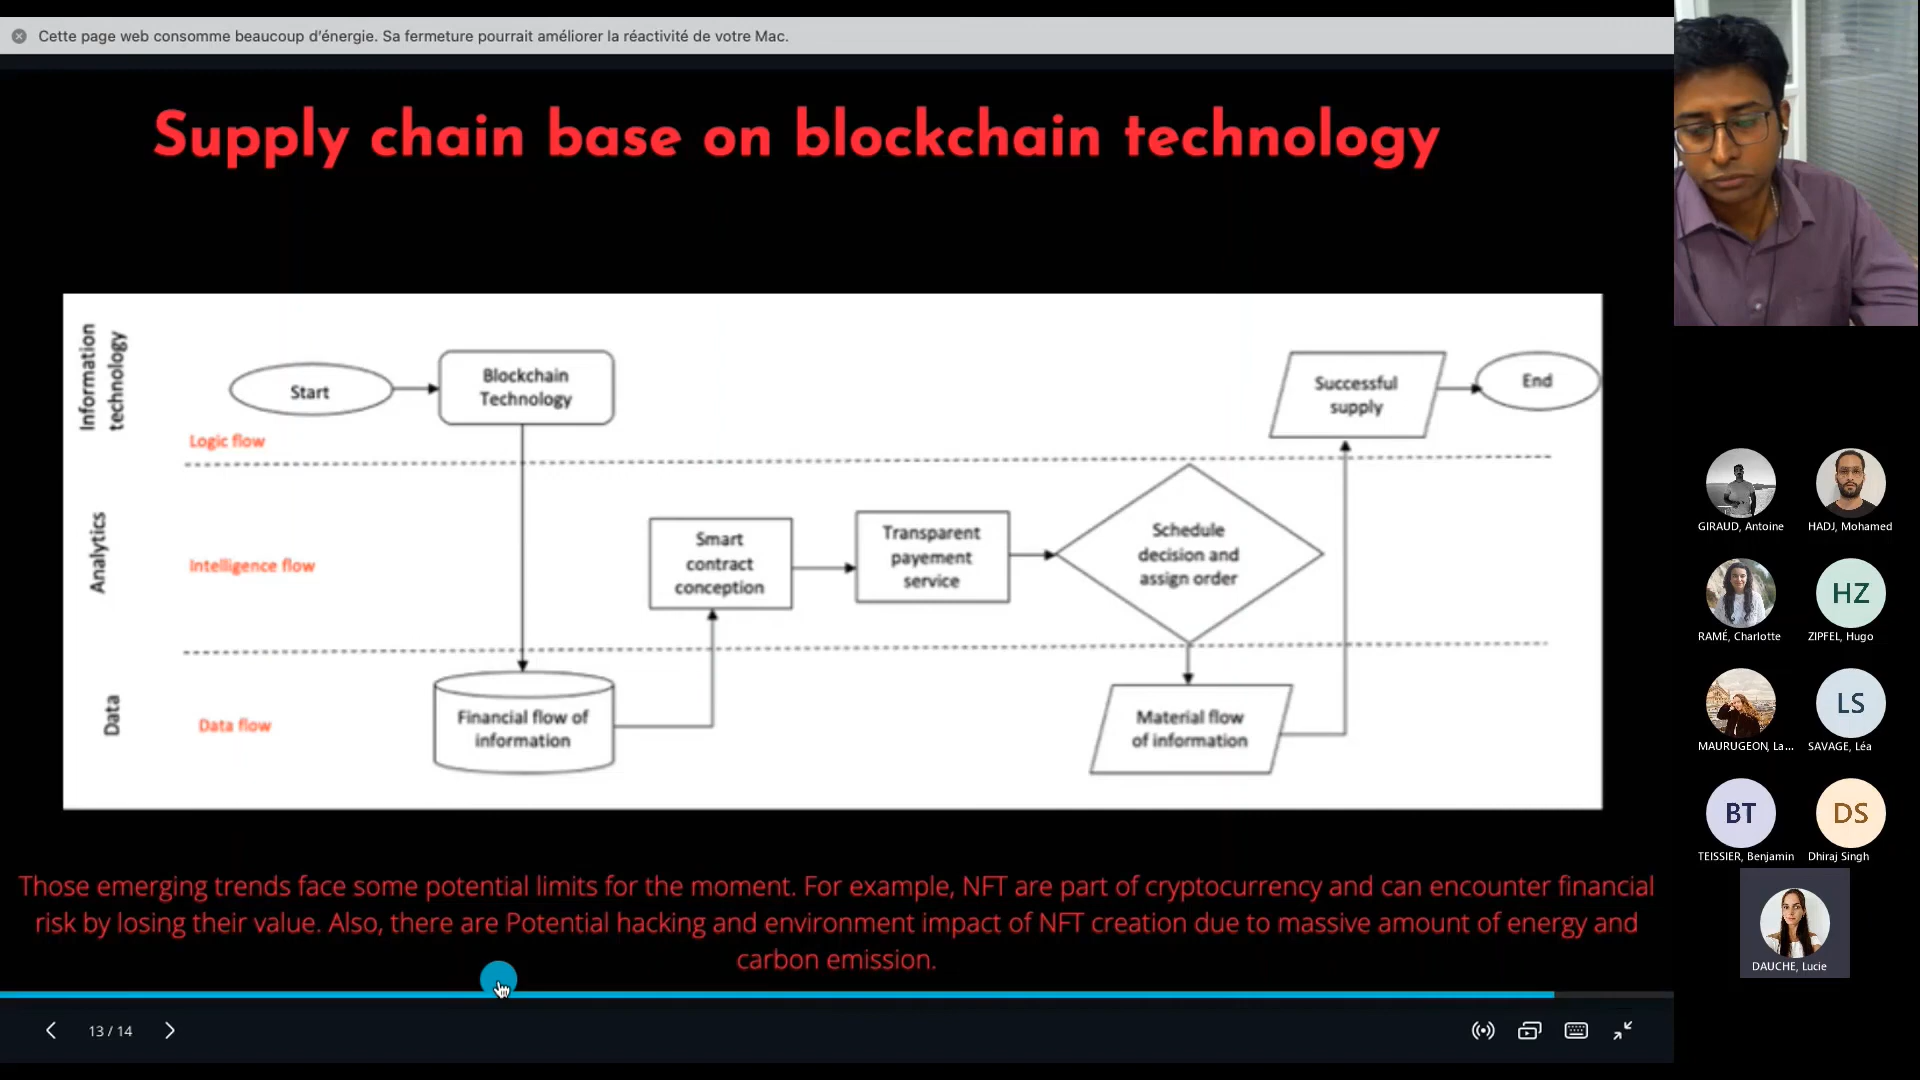 Cette page web consomme beaucoup d'énergie. Sa fermeture pourrait améliorer la réactivité de votre Mac.
Supply chain base on blockchain technology
Information
technology
Start
Blockchain
Technology
Successful
supply
End
Logic flow
Analytics
Intelligence flow
Smart
contract
conception
Transparent
payement
service
Schedule
decision and
assign order
Data
Data flow
Financial flow of
information
Material flow
of information
Those emerging trends face some potential limits for the moment. For example, NFT are part of cryptocurrency and can encounter financial
risk by losing their value. Also, there are Potential hacking and environment impact of NFT creation due to massive amount of energy and
carbon emission.
13 / 14
GIRAUD, Antoine
HADJ, Mohamed
RAMÉ, Charlotte
HZ
ZIPFEL, Hugo
MAURUGEON, La...
LS
SAVAGE, Léa
BT
TEISSIER, Benjamin
DS
Dhiraj Singh
DAUCHE, Lucie